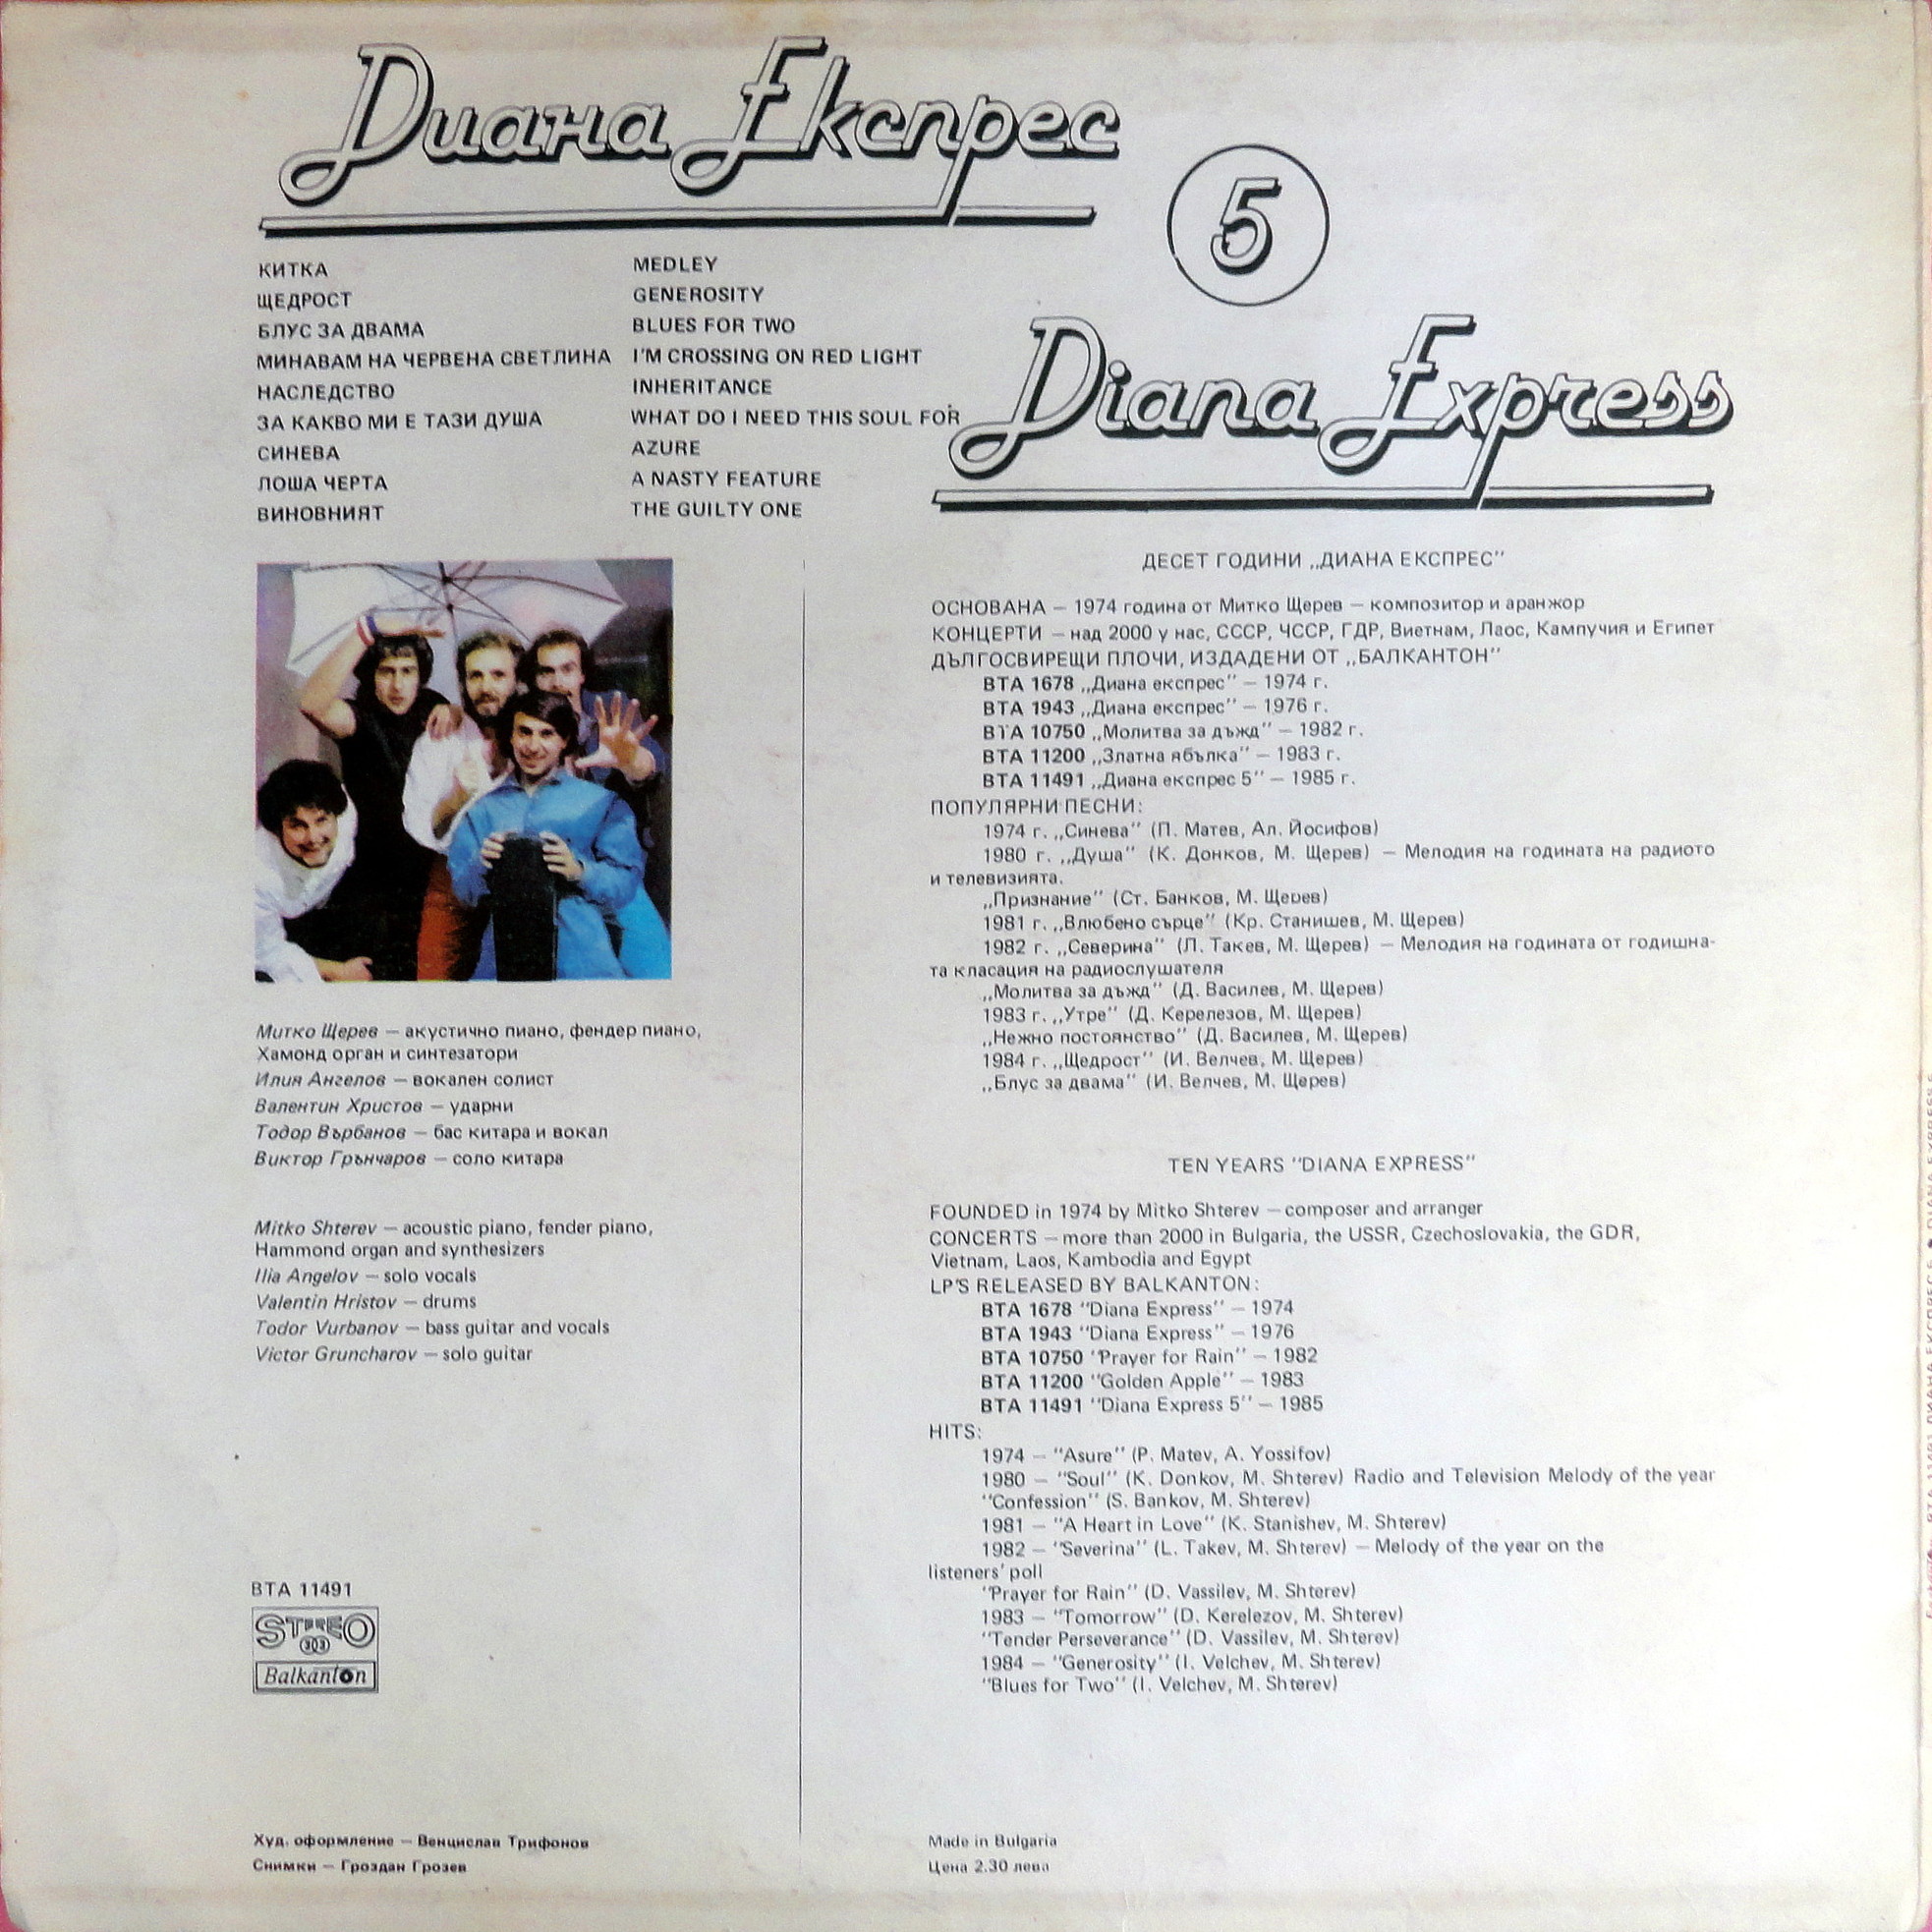 Диана Експрес
5
Diana Express
КИТКА
ЩЕДРОСТ
БЛУС ЗА ДВАМА
МИНАВАМ НА ЧЕРВЕНА СВЕТЛИНА
НАСЛЕДСТВО
ЗА КАКВО МИ Е ТАЗИ ДУША
СИНЕВА
ЛОША ЧЕРТА
ВИНОВНИЯТ
MEDLEY
GENEROSITY
BLUES FOR TWO
I'M CROSSING ON RED LIGHT
INHERITANCE
WHAT DO I NEED THIS SOUL FOR
AZURE
A NASTY FEATURE
THE GUILTY ONE
Митко Щерев — акустично пиано, фендер пиано,
Хамонд орган и синтезатори
Илия Ангелов — вокален солист
Валентин Христов — ударни
Тодор Върбанов — бас китара и вокал
Виктор Грънчаров — соло китара
Mitko Shterev — acoustic piano, fender piano,
Hammond organ and synthesizers
Ilia Angelov — solo vocals
Valentin Hristov — drums
Todor Vurbanov — bass guitar and vocals
Victor Gruncharov — solo guitar
ВТА 11491
STEREO
33
Balkanton
Худ. оформление — Венцислав Трифонов
Снимки — Гроздан Грозев
ДЕСЕТ ГОДИНИ „ДИАНА ЕКСПРЕС"
ОСНОВАНА — 1974 година от Митко Щерев — композитор и аранжор
КОНЦЕРТИ — над 2000 у нас, СССР, ЧССР, ГДР, Виетнам, Лаос, Кампучия и Египет
ДЪЛГОСВИРЕЩИ ПЛОЧИ, ИЗДАДЕНИ ОТ „БАЛКАНТОН"
ВТА 1678 „Диана експрес" — 1974 г.
ВТА 1943 „Диана експрес" — 1976 г.
ВТА 10750 „Молитва за дъжд" — 1982 г.
ВТА 11200 „Златна ябълка" — 1983 г.
ВТА 11491 „Диана експрес 5" — 1985 г.
ПОПУЛЯРНИ ПЕСНИ:
1974 г. „Синева" (П. Матев, Ал. Йосифов)
1980 г. „Душа" (К. Донков, М. Щерев) — Мелодия на годината на радиото
и телевизията.
„Признание" (Ст. Банков, М. Щерев)
1981 г. „Влюбено сърце" (Кр. Станишев, М. Щерев)
1982 г. „Северина" (Л. Такев, М. Щерев) — Мелодия на годината от годишна-
та класация на радиослушателя
„Молитва за дъжд" (Д. Василев, М. Щерев)
1983 г. „Утре" (Д. Керелезов, М. Щерев)
„Нежно постоянство" (Д. Василев, М. Щерев)
1984 г. „Щедрост" (И. Велчев, М. Щерев)
„Блус за двама" (И. Велчев, М. Щерев)
TEN YEARS "DIANA EXPRESS"
FOUNDED in 1974 by Mitko Shterev — composer and arranger
CONCERTS — more than 2000 in Bulgaria, the USSR, Czechoslovakia, the GDR,
Vietnam, Laos, Kambodia and Egypt
LP'S RELEASED BY BALKANTON:
BTA 1678 "Diana Express" — 1974
BTA 1943 "Diana Express" — 1976
BTA 10750 "Prayer for Rain" — 1982
BTA 11200 "Golden Apple" — 1983
BTA 11491 "Diana Express 5" — 1985
HITS:
1974 — "Asure" (P. Matev, A. Yossifov)
1980 — "Soul" (K. Donkov, M. Shterev) Radio and Television Melody of the year
"Confession" (S. Bankov, M. Shterev)
1981 — "A Heart in Love" (K. Stanishev, M. Shterev)
1982 — "Severina" (L. Takev, M. Shterev) — Melody of the year on the
listeners' poll
"Prayer for Rain" (D. Vassilev, M. Shterev)
1983 — "Tomorrow" (D. Kerelezov, M. Shterev)
"Tender Perseverance" (D. Vassilev, M. Shterev)
1984 — "Generosity" (I. Velchev, M. Shterev)
"Blues for Two" (I. Velchev, M. Shterev)
Made in Bulgaria
Цена 2.30 лева
ВТА 11491 ДИАНА ЕКСПРЕС 5 • DIANA EXPRESS